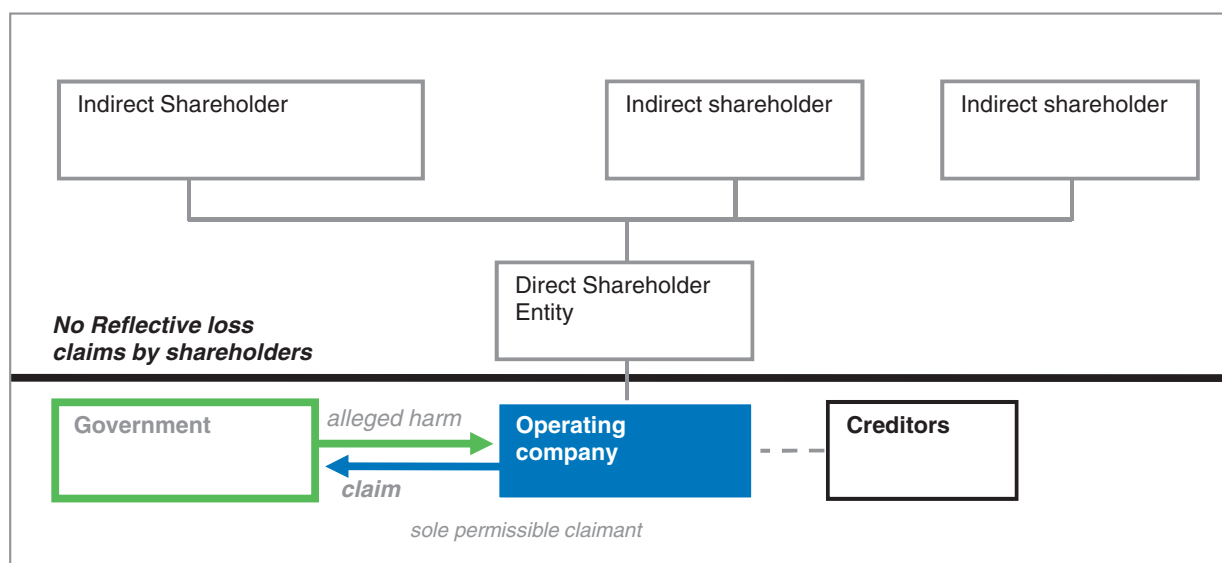 Indirect Shareholder
Indirect shareholder
Indirect shareholder
Direct Shareholder
Entity
No Reflective loss
claims by shareholders
Government
alleged harm
claim
Operating
company
Creditors
sole permissible claimant